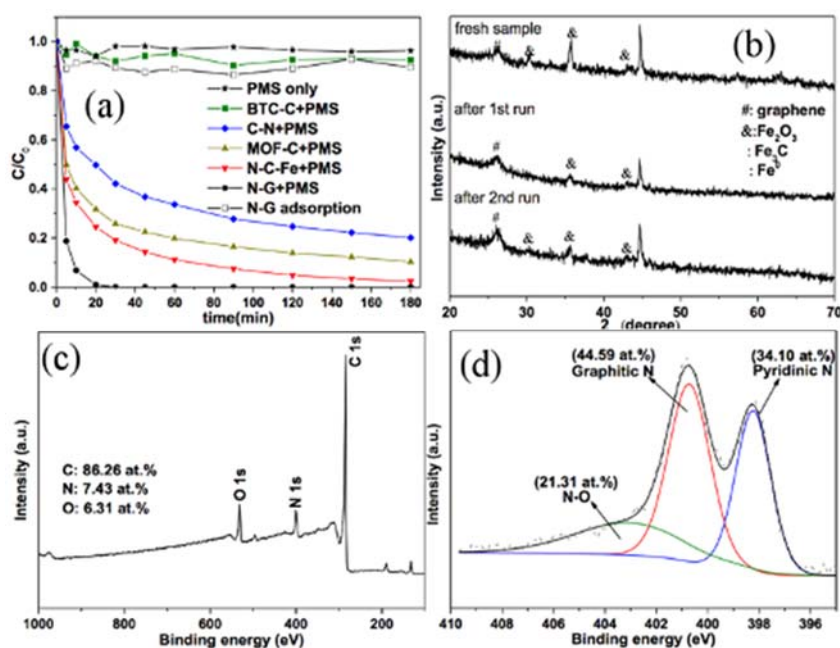 (a)
C/C0
1.0
0.8
0.6
0.4
0.2
0.0
PMS only
BTC-C+PMS
C-N+PMS
MOF-C+PMS
N-C-Fe+PMS
N-G+PMS
N-G adsorption
0 20 40 60 80 100 120 140 160 180
time(min)
(b)
Intensity (a.u.)
fresh sample
# & & &
#: graphene
&:Fe2O3
: Fe3C
: Fe0
after 1st run
# & &
after 2nd run
# & & &
20 30 40 50 60 70
2 (degree)
(c)
Intensity (a.u.)
C 1s
O 1s
N 1s
C: 86.26 at.%
N: 7.43 at.%
O: 6.31 at.%
1000 800 600 400 200
Binding energy (eV)
(d)
Intensity (a.u.)
(44.59 at.%)
Graphitic N
(34.10 at.%)
Pyridinic N
(21.31 at.%)
N-O
410 408 406 404 402 400 398 396
Binding energy (eV)